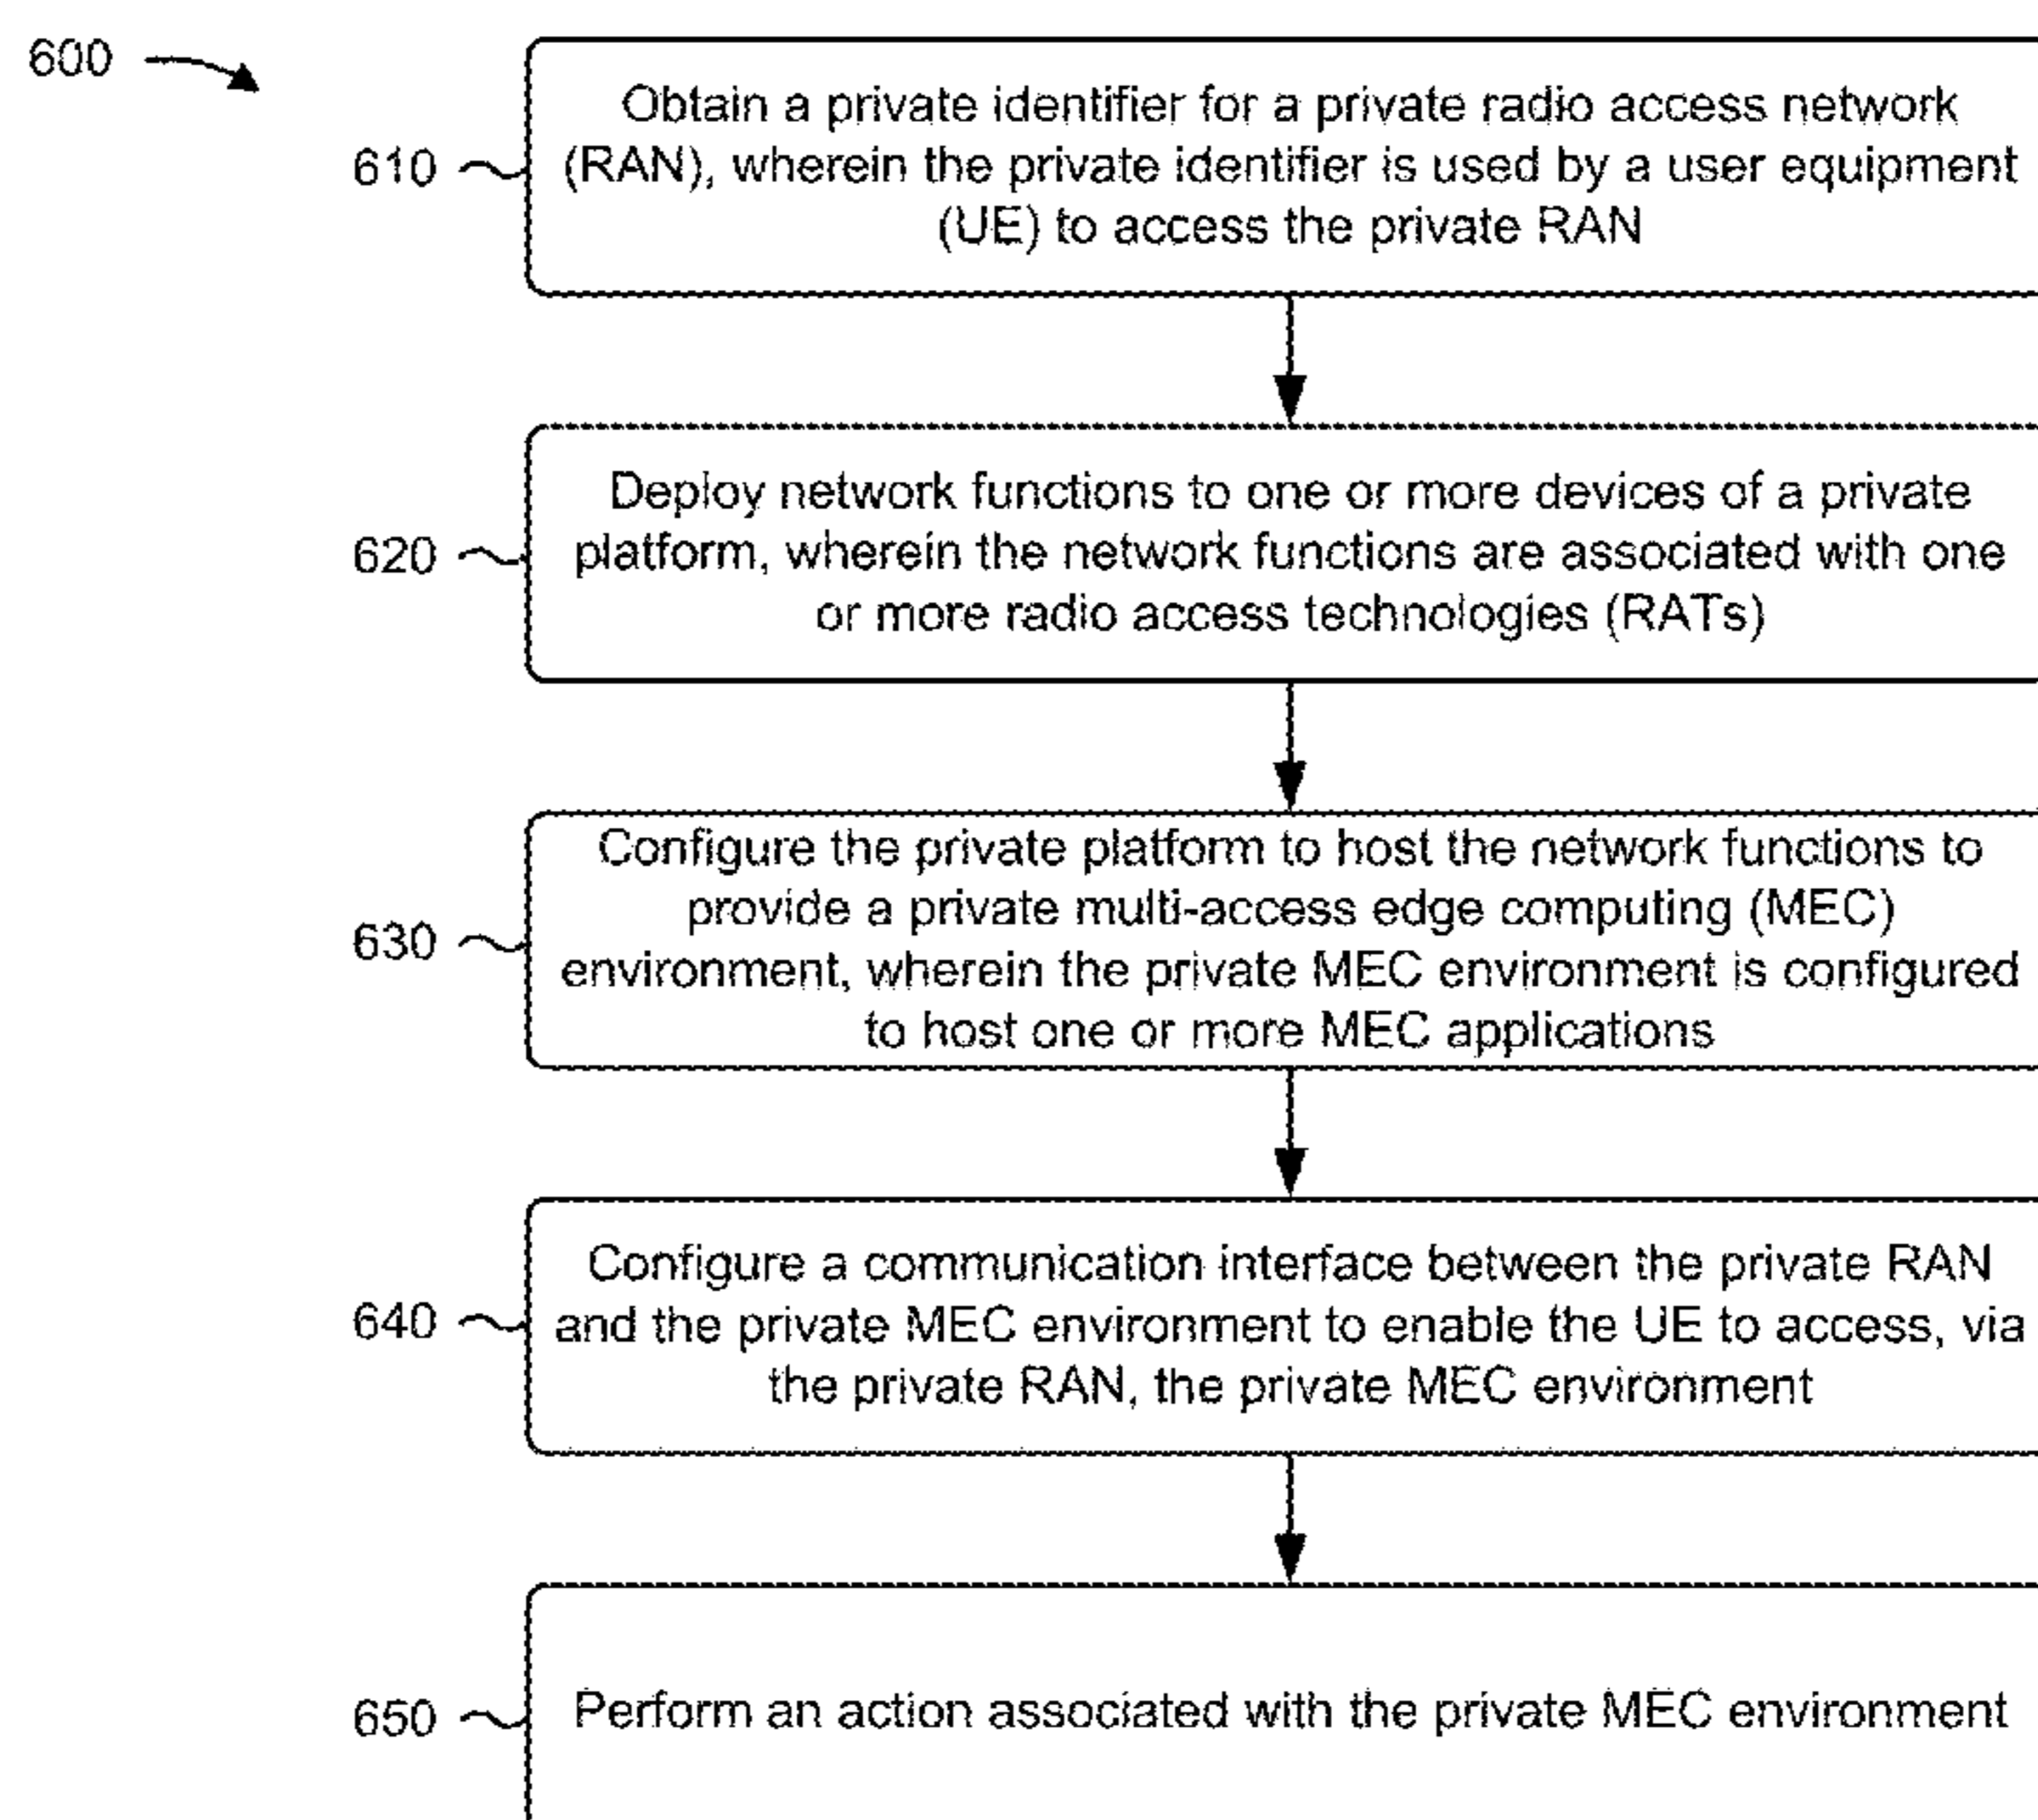 600
Obtain a private identifier for a private radio access network
610
(RAN), wherein the private identifier is used by a user equipment
(UE) to access the private RAN
Deploy network functions to one or more devices of a private
620
platform, wherein the network functions are associated with one
or more radio access technologies (RATs)
Configure the private platform to host the network functions to
provide a private multi-access edge computing (MEC)
630
environment, wherein the private MEC environment is configured
to host one or more MEC applications
Configure a communication interface between the private RAN
640
and the private MEC environment to enable the UE to access, via
the private RAN, the private MEC environment
650
Perform an action associated with the private MEC environment